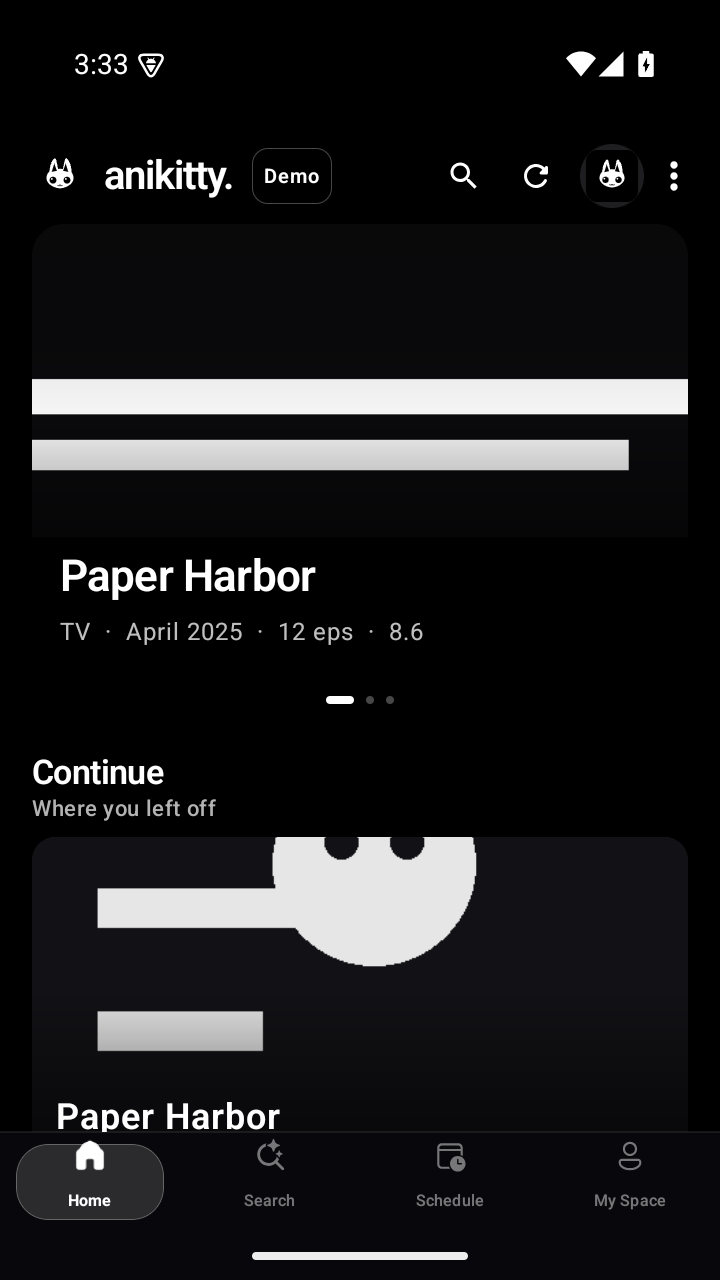 3:33
anikitty.
Demo
Paper Harbor
TV · April 2025 · 12 eps · 8.6
Continue
Where you left off
Paper Harbor
Home
Search
Schedule
My Space